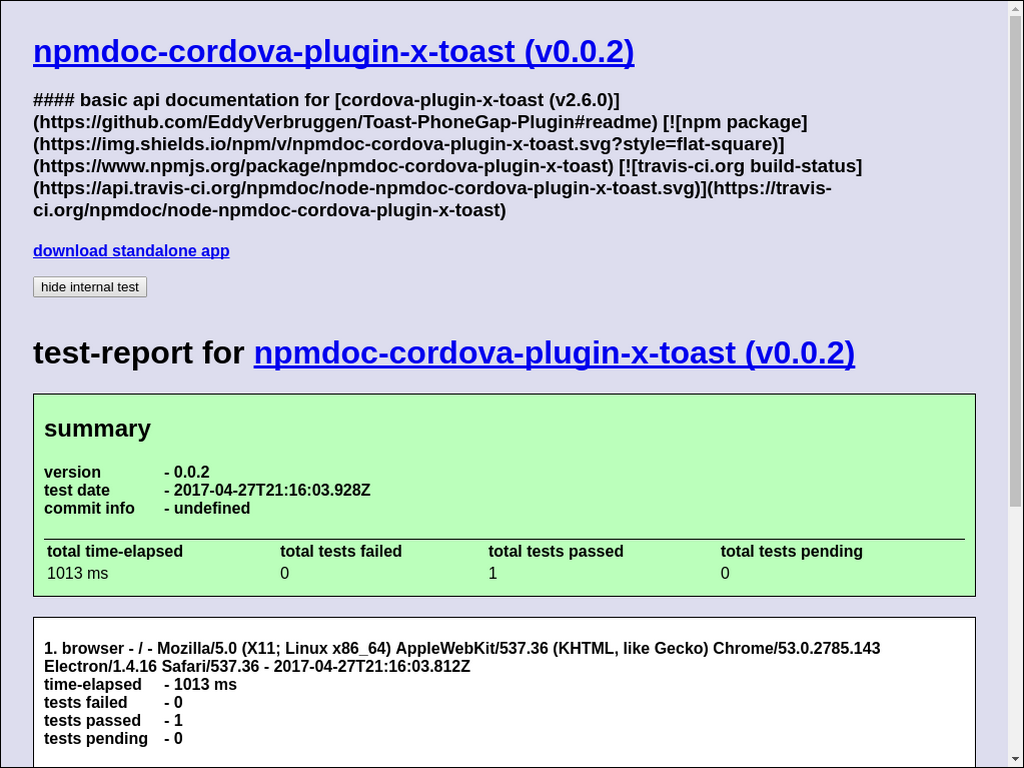 npmdoc-cordova-plugin-x-toast (v0.0.2)
#### basic api documentation for [cordova-plugin-x-toast (v2.6.0)]
(https://github.com/EddyVerbruggen/Toast-PhoneGap-Plugin#readme) [![npm package]
(https://img.shields.io/npm/v/npmdoc-cordova-plugin-x-toast.svg?style=flat-square)]
(https://www.npmjs.org/package/npmdoc-cordova-plugin-x-toast) [![travis-ci.org build-status]
(https://api.travis-ci.org/npmdoc/node-npmdoc-cordova-plugin-x-toast.svg)](https://travis-
ci.org/npmdoc/node-npmdoc-cordova-plugin-x-toast)
download standalone app
hide internal test
test-report for npmdoc-cordova-plugin-x-toast (v0.0.2)
summary
version - 0.0.2
test date - 2017-04-27T21:16:03.928Z
commit info - undefined
total time-elapsed total tests failed total tests passed total tests pending
1013 ms 0 1 0
1. browser - / - Mozilla/5.0 (X11; Linux x86_64) AppleWebKit/537.36 (KHTML, like Gecko) Chrome/53.0.2785.143
Electron/1.4.16 Safari/537.36 - 2017-04-27T21:16:03.812Z
time-elapsed - 1013 ms
tests failed - 0
tests passed - 1
tests pending - 0